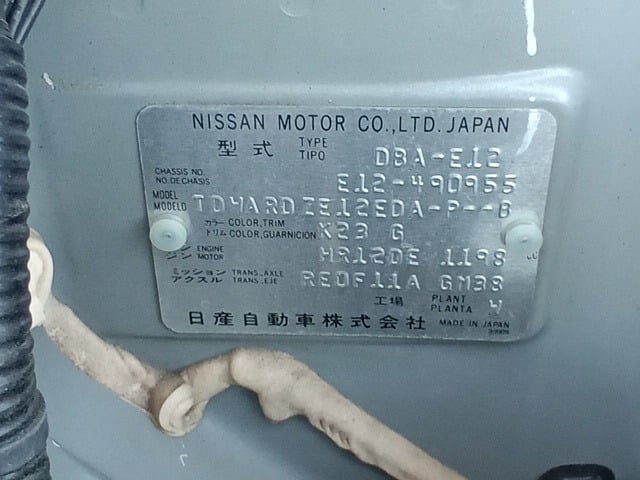 NISSAN MOTOR CO.,LTD. JAPAN
型式 TYPE TIPO DBA-E12
CHASSIS NO. NO. DE CHASIS E12-490955
MODEL MODELO TDWARDZE12EDA-P--B
カラー COLOR,TRIM トリム COLOR,GUARNICION K23 G
ジン ENGINE MOTOR HR12DE 1198
ミッション アクスル TRANS.,AXLE TRANS.,EJE RE0F11A GM38
工場 PLANT PLANTA W
日産自動車株式会社 MADE IN JAPAN